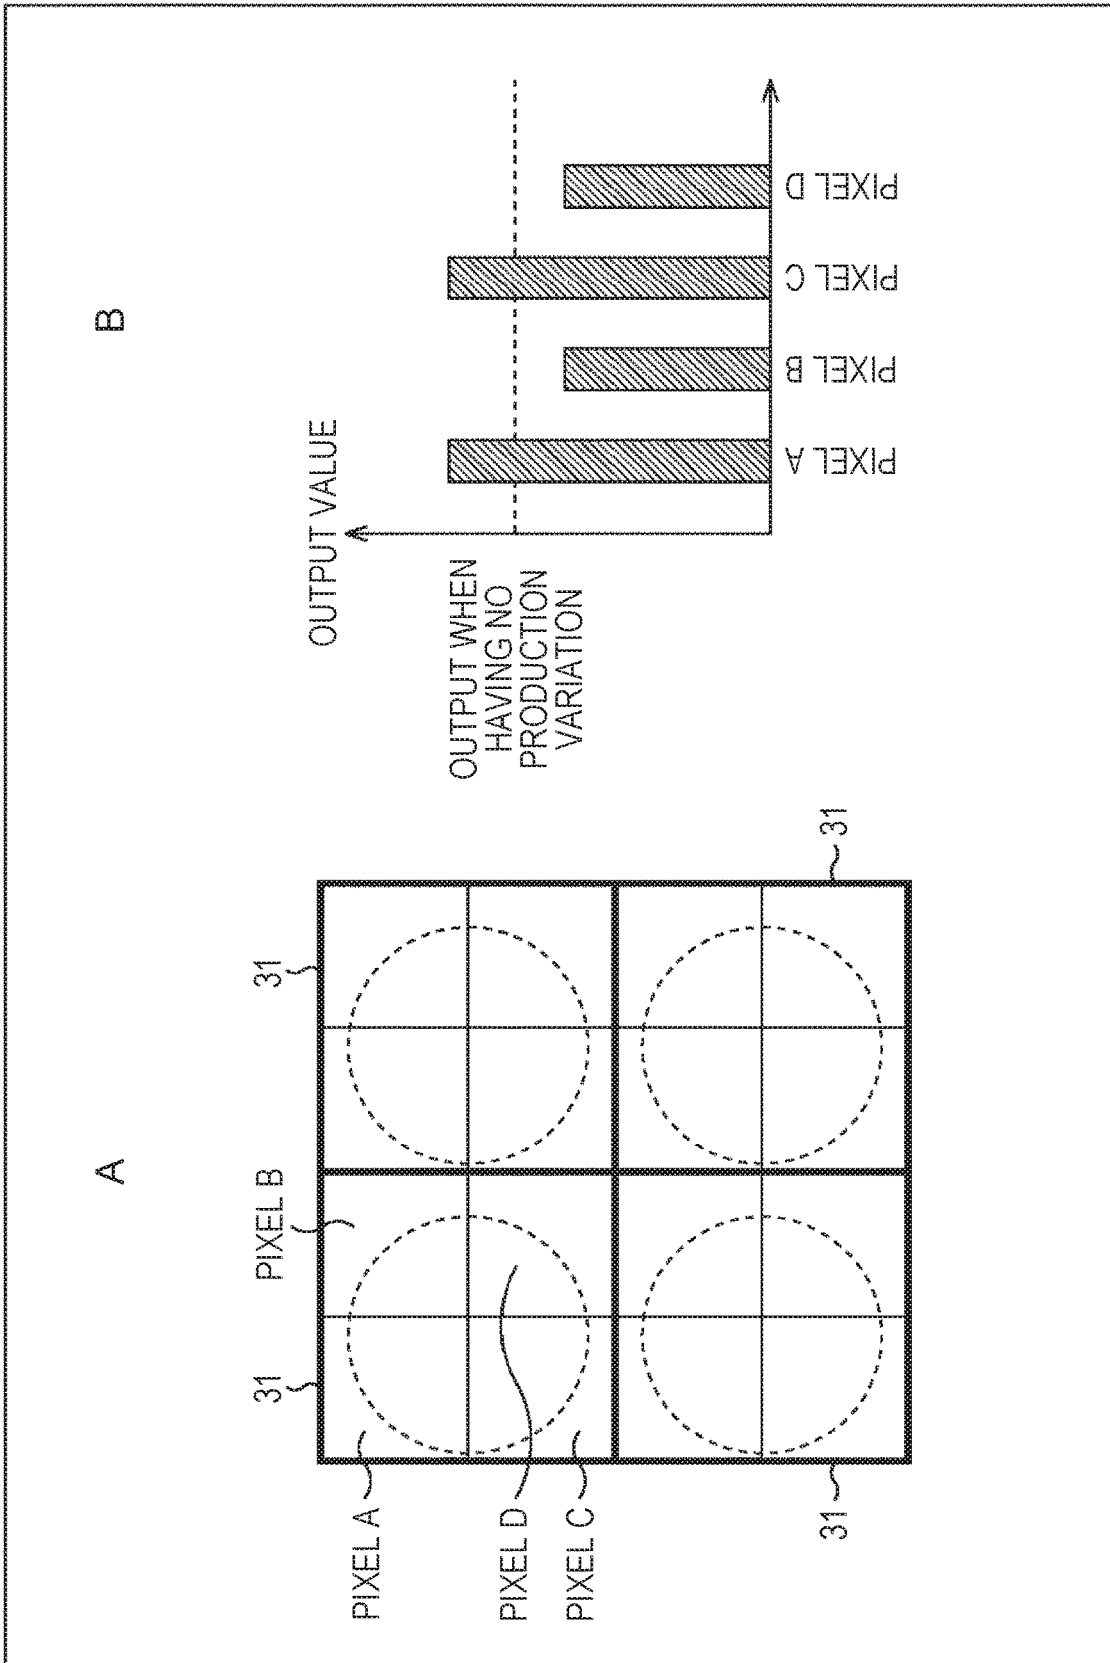 A
31
PIXEL B
31
PIXEL A
PIXEL D
PIXEL C
31
31
B
OUTPUT VALUE
OUTPUT WHEN
HAVING NO
PRODUCTION
VARIATION
PIXEL A
PIXEL B
PIXEL C
PIXEL D